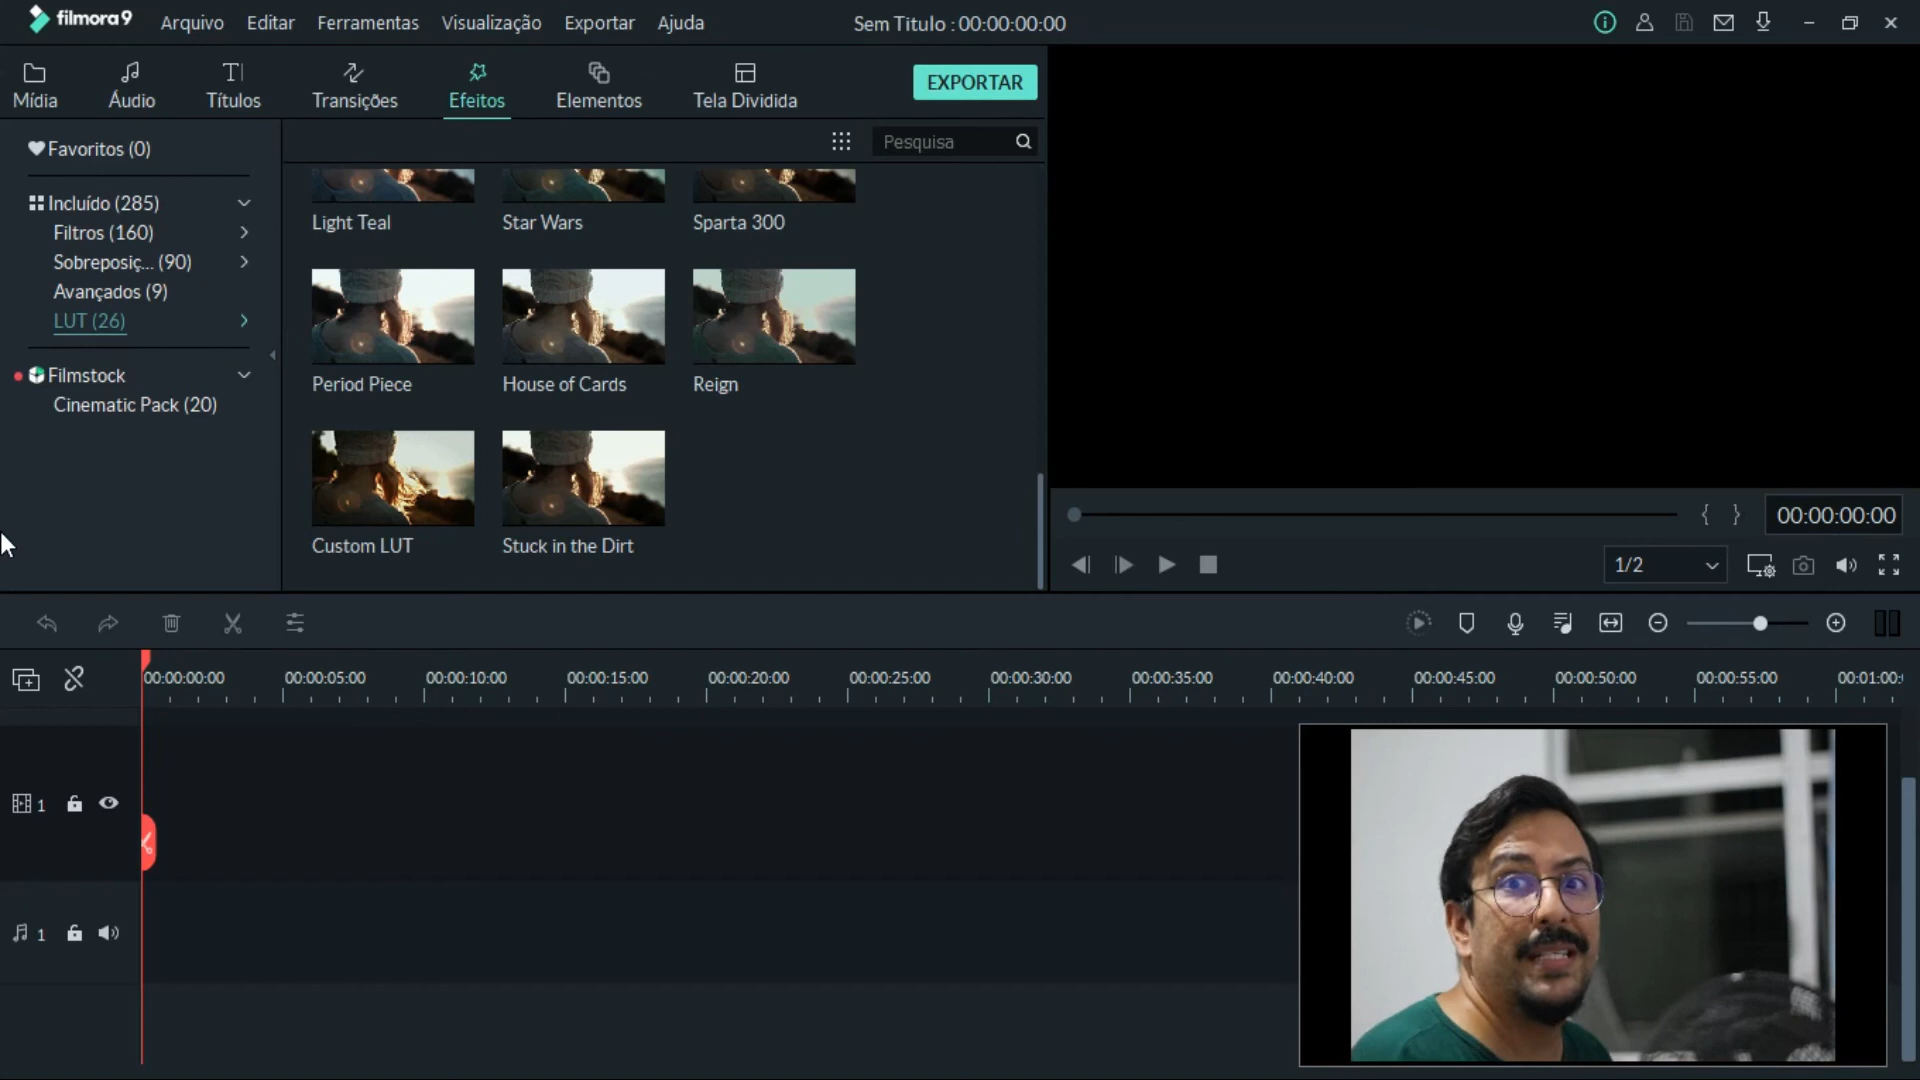 filmora9
Arquivo Editar Ferramentas Visualização Exportar Ajuda
Sem Titulo : 00:00:00:00
Mídia Áudio Títulos Transições Efeitos Elementos Tela Dividida
EXPORTAR
Favoritos (0)
Incluído (285)
Filtros (160)
Sobreposiç... (90)
Avançados (9)
LUT (26)
Filmstock
Cinematic Pack (20)
Pesquisa
Light Teal Star Wars Sparta 300
Period Piece House of Cards Reign
Custom LUT Stuck in the Dirt
{ } 00:00:00:00
1/2
00:00:00:00 00:00:05:00 00:00:10:00 00:00:15:00 00:00:20:00 00:00:25:00 00:00:30:00 00:00:35:00 00:00:40:00 00:00:45:00 00:00:50:00 00:00:55:00 00:01:00:
1
1